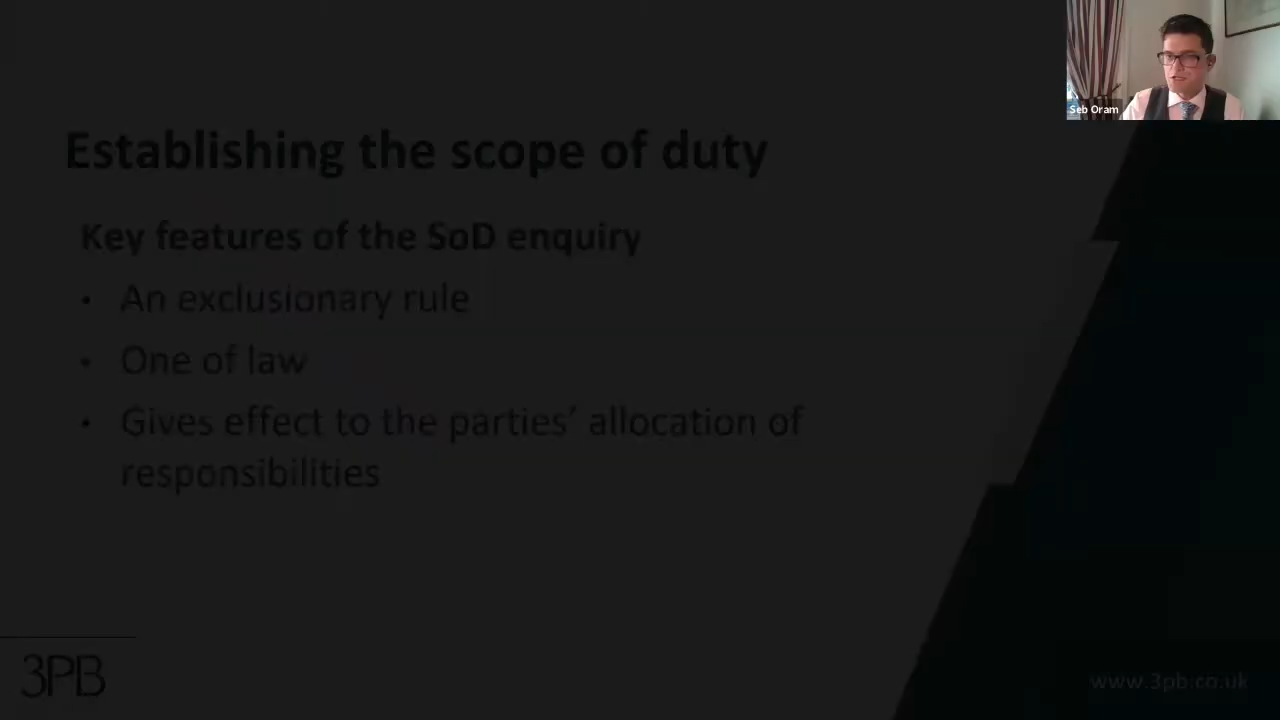 Seb Oram
Establishing the scope of duty
Key features of the SoD enquiry
• An exclusionary rule
• One of law
• Gives effect to the parties’ allocation of
responsibilities
3PB
www.3pb.co.uk